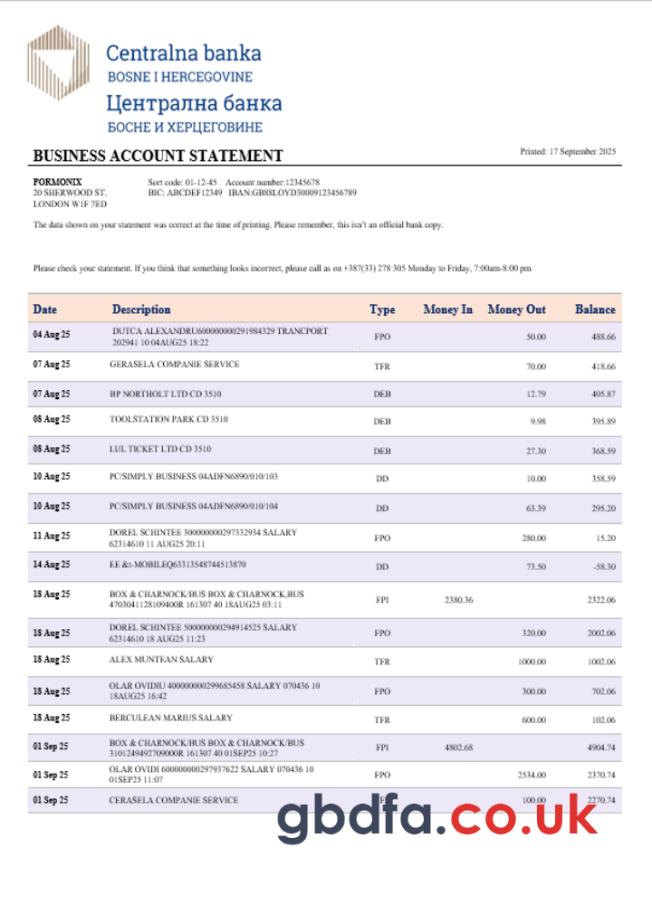 Centralna banka
BOSNE I HERCEGOVINE
Централна банка
БОСНЕ И ХЕРЦЕГОВИНЕ
BUSINESS ACCOUNT STATEMENT Printed: 17 September 2025
FORMONIX Sort code: 01-12-45 Account number:12345678
20 SHERWOOD ST. BIC: ABCDEF12349 IBAN:GB88LOYD30009123456789
LONDON W1F 7ED
The data shown on your statement was correct at the time of printing. Please remember, this isn't an official bank copy.
Please check your statement. If you think that something looks incorrect, please call as on +387(33) 278 305 Monday to Friday, 7:00am-8:00 pm
Date Description Type Money In Money Out Balance
04 Aug 25 DUTCA ALEXANDRU600000000291984329 TRANCPORT FPO 50.00 488.66
202941 10 04AUG25 18:22
07 Aug 25 GERASELA COMPANIE SERVICE TFR 70.00 418.66
07 Aug 25 BP NORTHOLT LTD CD 3510 DEB 12.79 405.87
08 Aug 25 TOOLSTATION PARK CD 3510 DEB 9.98 395.89
08 Aug 25 LUL TICKET LTD CD 3510 DEB 27.30 368.59
10 Aug 25 PC/SIMPLY BUSINESS 04ADFN6890/010/103 DD 10.00 358.59
10 Aug 25 PC/SIMPLY BUSINESS 04ADFN6890/010/104 DD 63.39 295.20
11 Aug 25 DOREL SCHINTEE 300000000297332934 SALARY FPO 280.00 15.20
62314610 11 AUG25 20:11
14 Aug 25 EE &t-MOBILEQ63313548744513870 DD 73.50 -58.30
18 Aug 25 BOX & CHARNOCK/BUS BOX & CHARNOCK,BUS FPI 2380.36 2322.06
4703041128109400R 161307 40 18AUG25 03:11
18 Aug 25 DOREL SCHINTEE 500000000294914525 SALARY FPO 320.00 2002.06
62314610 18 AUG25 11:23
18 Aug 25 ALEX MUNTEAN SALARY TFR 1000.00 1002.06
18 Aug 25 OLAR OVIDIU 400000000299685458 SALARY 070436 10 FPO 300.00 702.06
18AUG25 16:42
18 Aug 25 BERCULEAN MARIUS SALARY TFR 600.00 102.06
01 Sep 25 BOX & CHARNOCK/BUS BOX & CHARNOCK/BUS FPI 4802.68 4904.74
3101249492709000R 161307 40 01SEP25 10:27
01 Sep 25 OLAR OVIDI 600000000297937622 SALARY 070436 10 FPO 2534.00 2370.74
01SEP25 11:07
01 Sep 25 CERASELA COMPANIE SERVICE 100.00 2270.74
gbdfa.co.uk